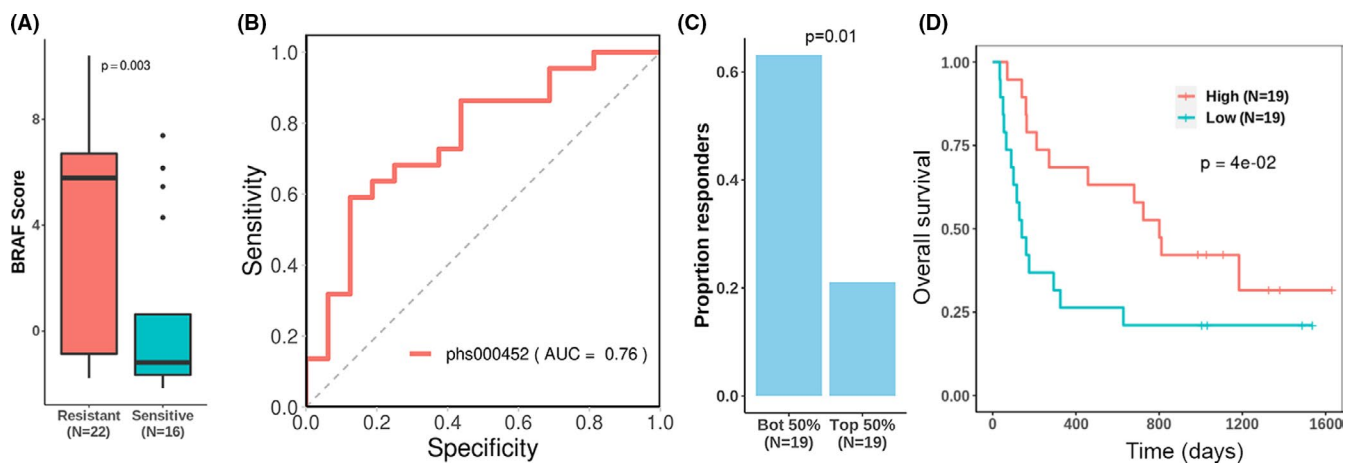 (A)
p=0.003
BRAF Score
8
4
0
Resistant
(N=22)
Sensitive
(N=16)
(B)
Sensitivity
1.0
0.8
0.6
0.4
0.2
0.0
phs000452 ( AUC = 0.76 )
0.0 0.2 0.4 0.6 0.8 1.0
Specificity
(C)
p=0.01
Proprtion responders
0.6
0.4
0.2
0.0
Bot 50%
(N=19)
Top 50%
(N=19)
(D)
Overall survival
1.00
0.75
0.50
0.25
0.00
High (N=19)
Low (N=19)
p = 4e-02
0 400 800 1200 1600
Time (days)